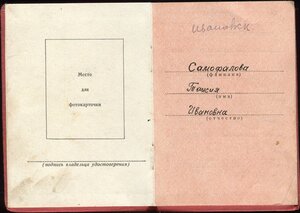 Место
для
фотокарточки
(подпись владельца удостоверения)
Ивановск.
Самофалова
(фамилия)
Таисия
(имя)
Ивановна
(отчество)